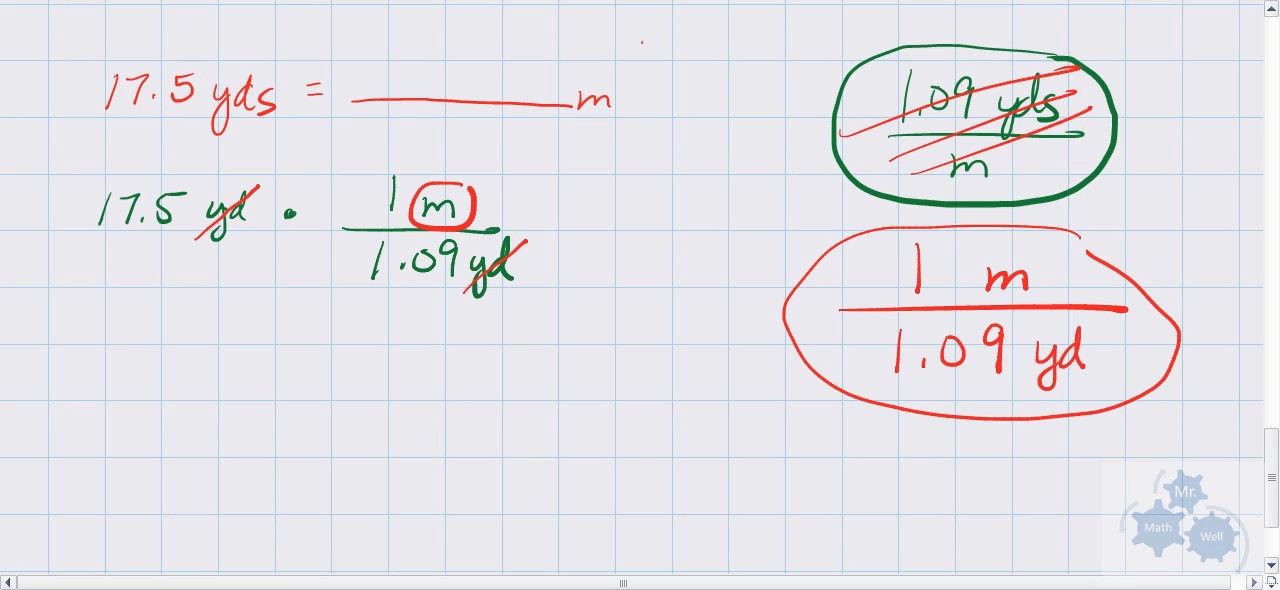 17.5 yds = ________ m
17.5 yd • 1 m
1.09 yd
1.09 yds
m
1 m
1.09 yd
Mr.
Math
Well